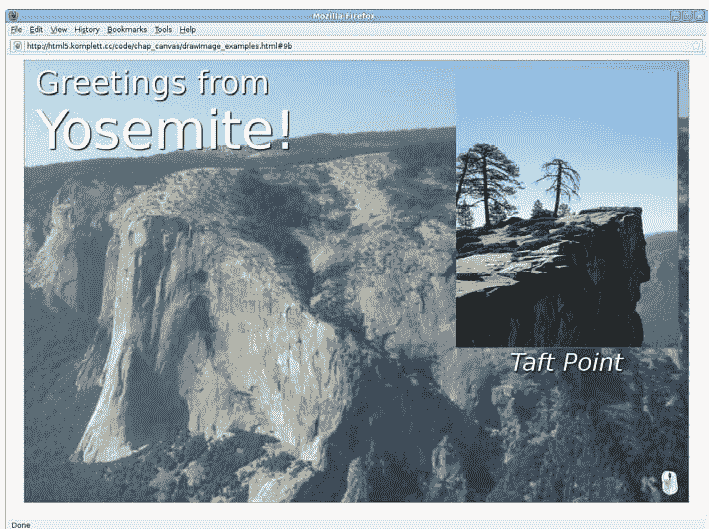 Mozilla Firefox
File Edit View History Bookmarks Tools Help
http://html5.komplett.cc/code/chap_canvas/drawimage_examples.html#9b
Greetings from
Yosemite!
Taft Point
Done